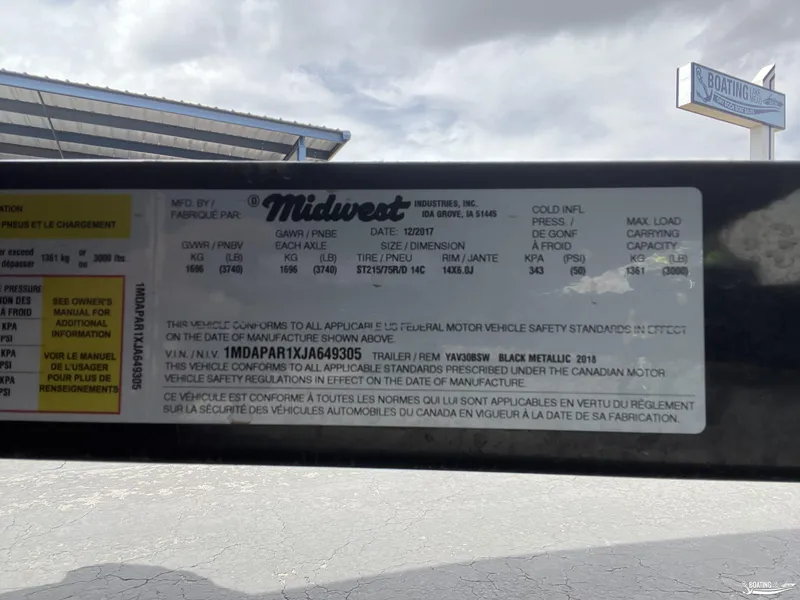 BOATING
ATION
PNEUS ET LE CHARGEMENT
er exceed 1361 kg or 3000 lbs.
dépasser ou
PRESSURE
ON DES
À FROID
KPA
PSI
KPA
PSI
SEE OWNER'S
MANUAL FOR
ADDITIONAL
INFORMATION
VOIR LE MANUEL
DE L'USAGER
POUR PLUS DE
RENSEIGNEMENTS
1MDAPAR1XJA649305
MFD. BY /
FABRIQUÉ PAR:
Midwest INDUSTRIES, INC.
IDA GROVE, IA 51445
DATE: 12/2017
GVWR / PNBV
KG (LB)
1696 (3740)
GAWR / PNBE
EACH AXLE
KG (LB)
1696 (3740)
SIZE / DIMENSION
TIRE / PNEU RIM / JANTE
ST215/75R/D 14C 14X6.0J
COLD INFL
PRESS. /
DE GONF
À FROID
KPA (PSI)
343 (50)
MAX. LOAD
CARRYING
CAPACITY:
KG (LB)
1361 (3000)
THIS VEHICLE CONFORMS TO ALL APPLICABLE US FEDERAL MOTOR VEHICLE SAFETY STANDARDS IN EFFECT
ON THE DATE OF MANUFACTURE SHOWN ABOVE.
V.I.N. / N.I.V. 1MDAPAR1XJA649305 TRAILER / REM YAV30BSW BLACK METALLIC 2018
THIS VEHICLE CONFORMS TO ALL APPLICABLE STANDARDS PRESCRIBED UNDER THE CANADIAN MOTOR
VEHICLE SAFETY REGULATIONS IN EFFECT ON THE DATE OF MANUFACTURE.
CE VÉHICULE EST CONFORME À TOUTES LES NORMES QUI LUI SONT APPLICABLES EN VERTU DU RÈGLEMENT
SUR LA SÉCURITÉ DES VÉHICULES AUTOMOBILES DU CANADA EN VIGUEUR À LA DATE DE SA FABRICATION.
BOATING